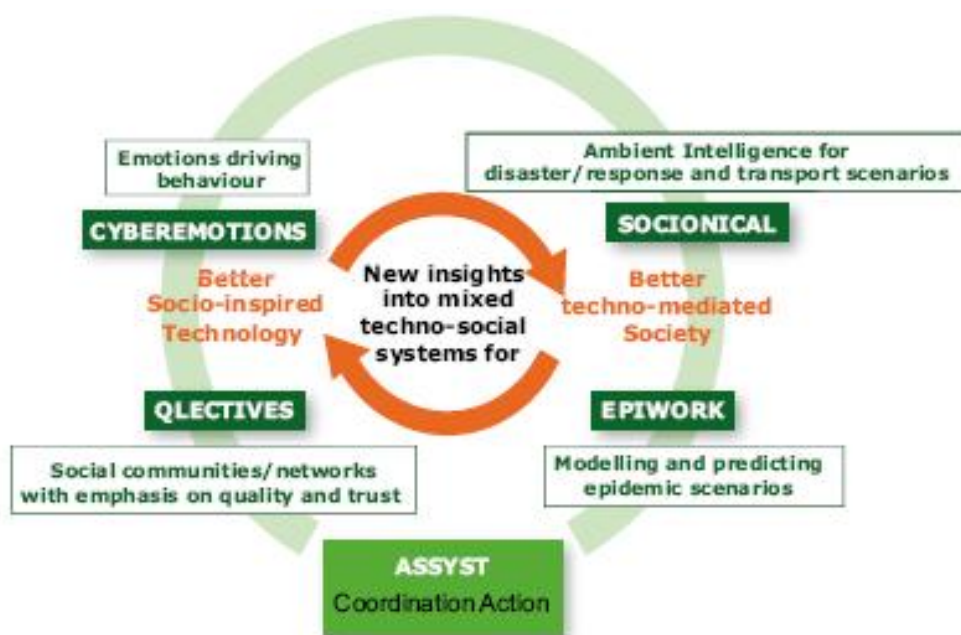 Emotions driving
behaviour
CYBEREMOTIONS
Better
Socio-inspired
Technology
Ambient Intelligence for
disaster/response and transport scenarios
SOCIONICAL
Better
techno-mediated
Society
New insights
into mixed
techno-social
systems for
QLECTIVES
Social communities/networks
with emphasis on quality and trust
EPIWORK
Modelling and predicting
epidemic scenarios
ASSYST
Coordination Action